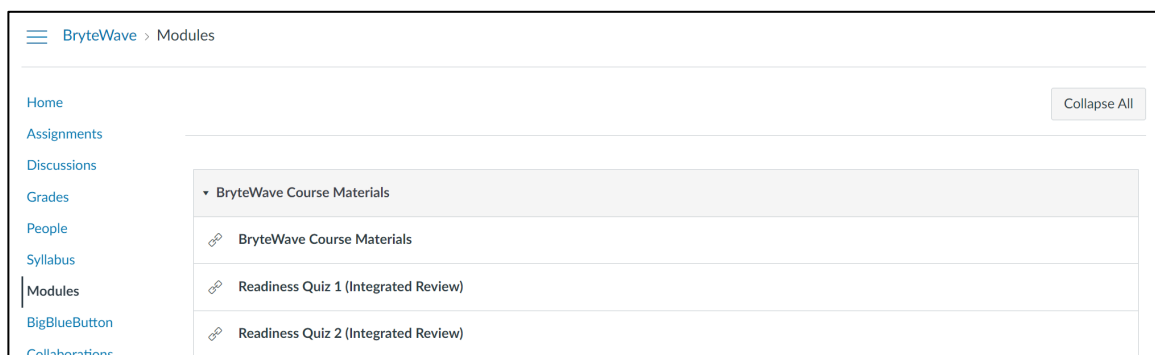 BryteWave > Modules
Home
Collapse All
Assignments
Discussions
Grades
BryteWave Course Materials
People
BryteWave Course Materials
Syllabus
Modules
Readiness Quiz 1 (Integrated Review)
BigBlueButton
Readiness Quiz 2 (Integrated Review)
Collaborations